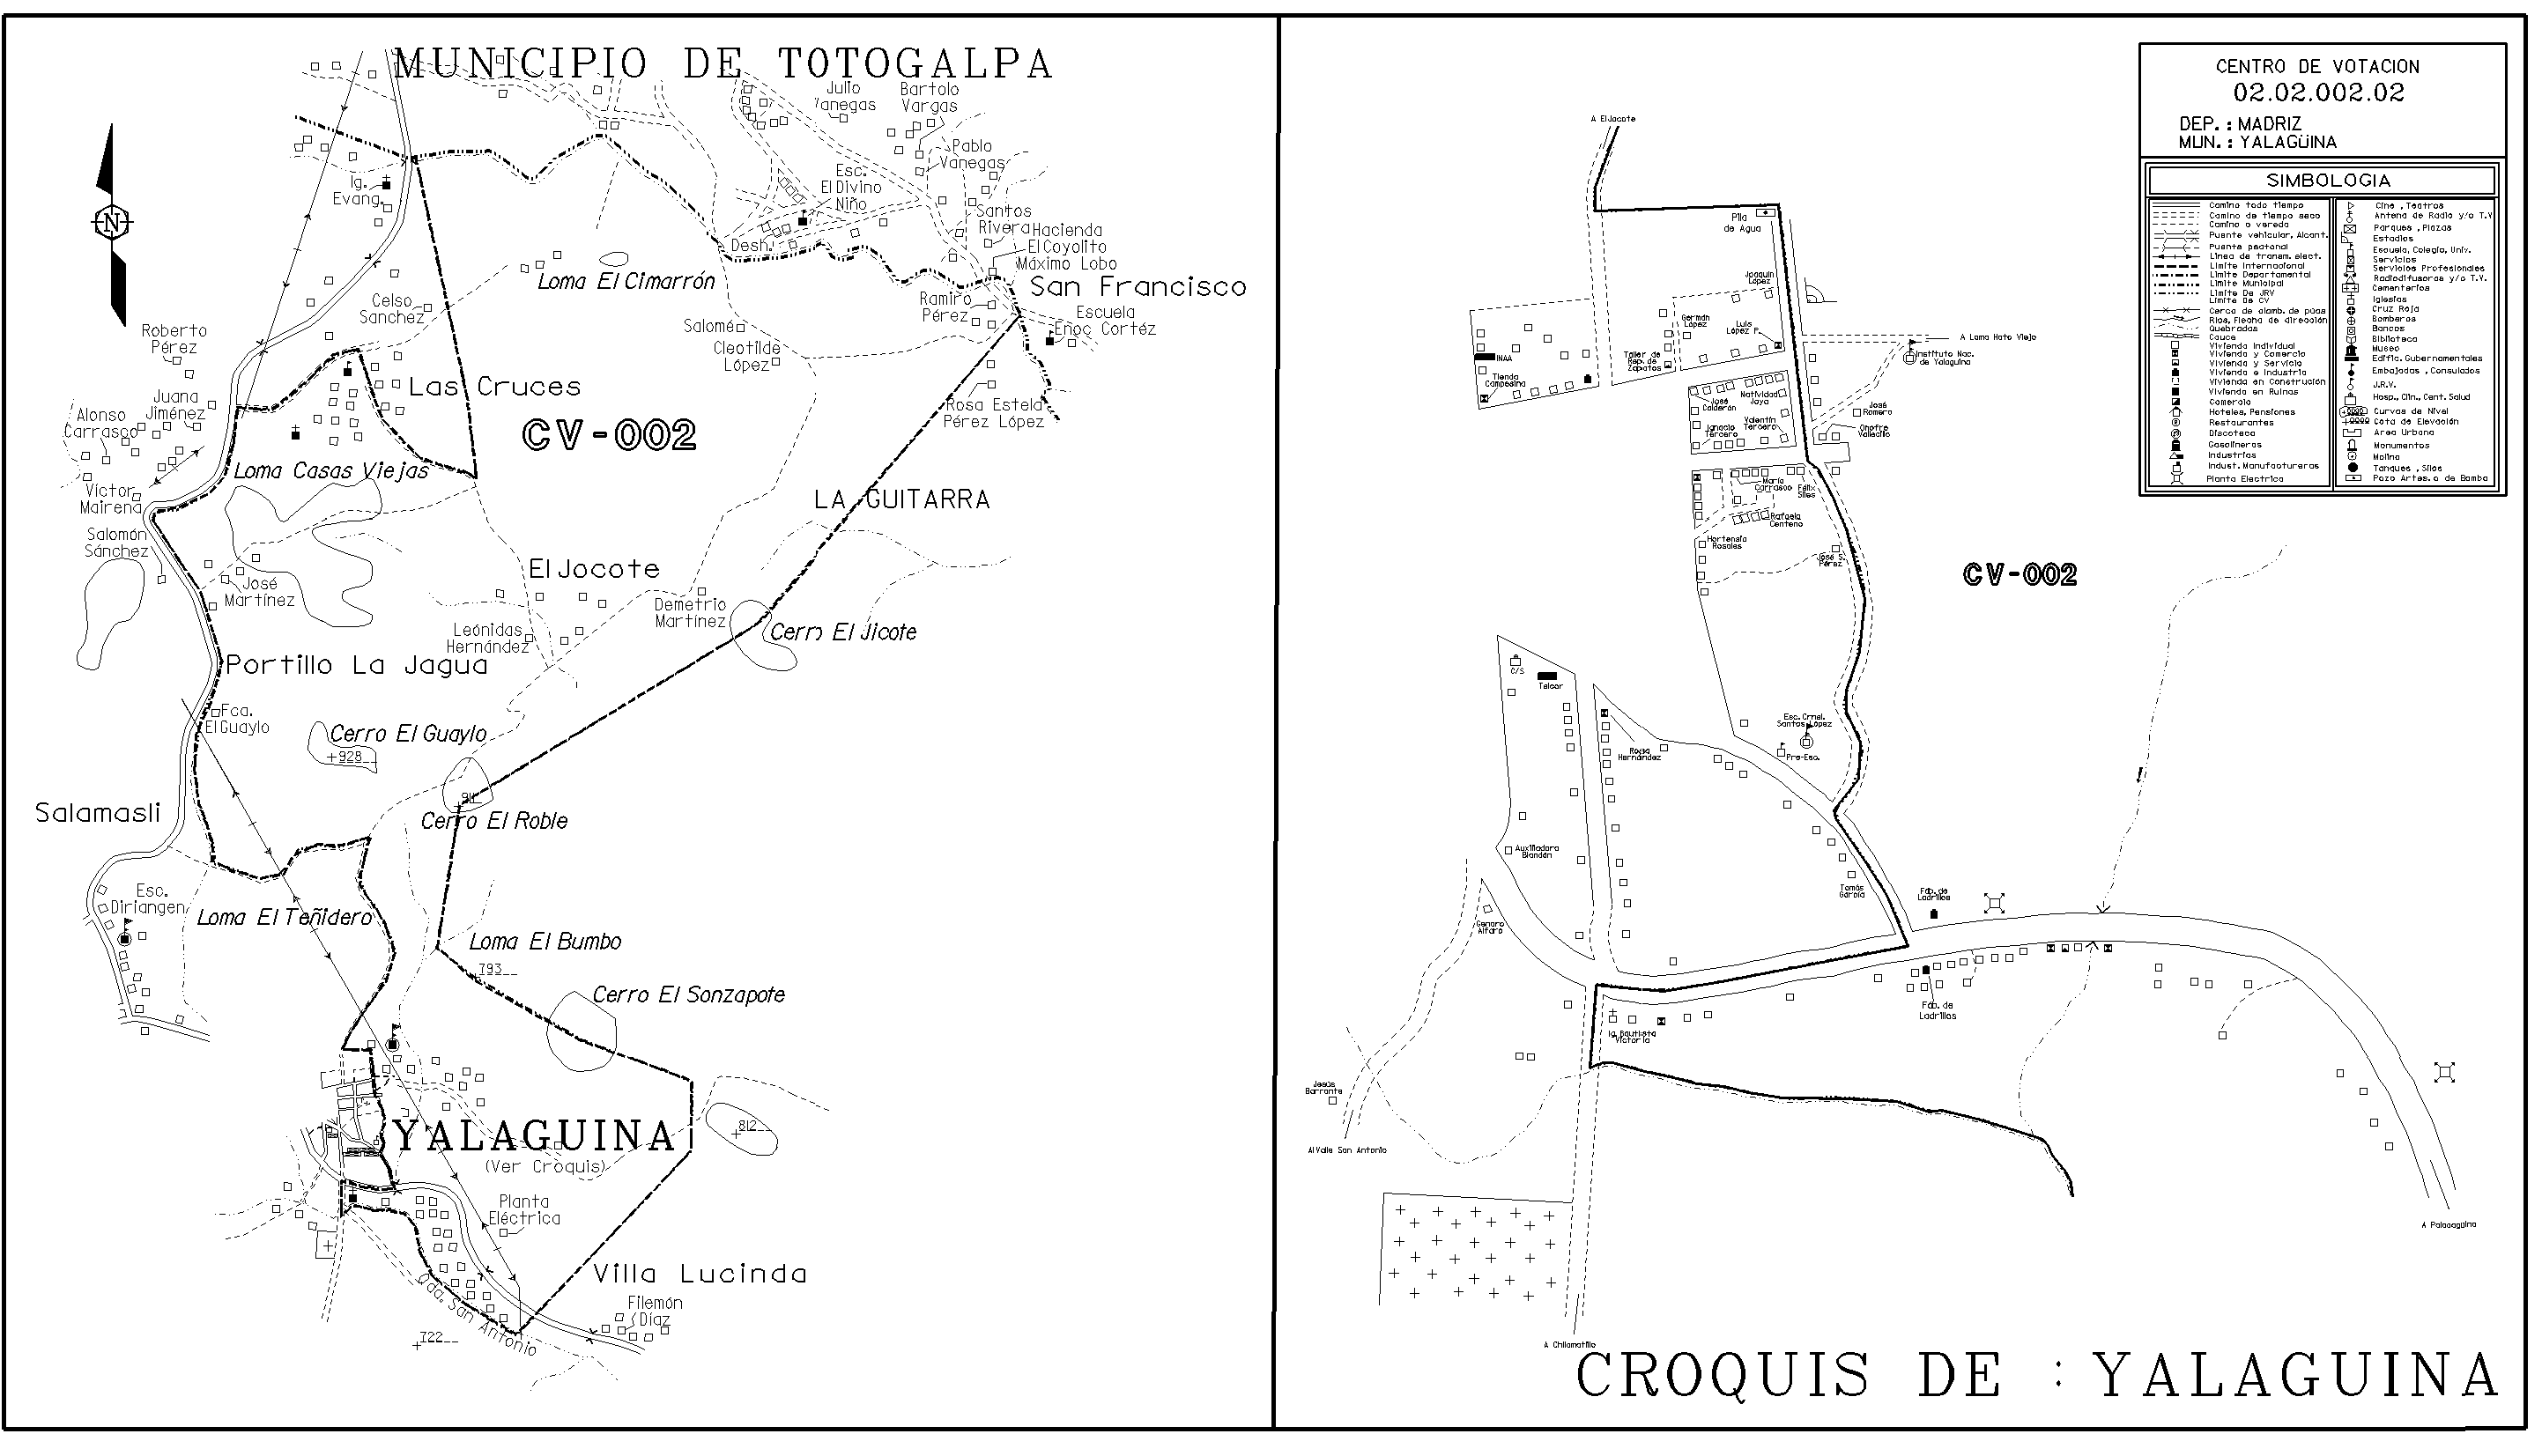 MUNICIPIO DE TOTOGALPA
Julio
Vanegas
Bartolo
Vargas
Pablo
Vanegas
Esc.
El Divino
Niño
Ig.
Evang.
Santos
Rivera
Hacienda
El Coyolito
Máximo Lobo
Desh.
Loma El Cimarrón
San Francisco
Celso
Sanchez
Ramiro
Pérez
Escuela
Enoc Cortéz
Roberto
Pérez
Salomé
Cleotilde
López
Las Cruces
Juana
Jiménez
Alonso
Carrasco
Rosa Estela
Pérez López
CV-002
Loma Casas Viejas
Víctor
Mairena
LA GUITARRA
Salomón
Sánchez
El Jocote
José
Martínez
Demetrio
Martínez
Leónidas
Hernández
Cerro El Jicote
Portillo La Jagua
Fca.
El Guaylo
Cerro El Guaylo
928
Salamasli
911
Cerro El Roble
Esc.
Diriangen
Loma El Teñidero
Loma El Bumbo
793
Cerro El Sonzapote
812
YALAGUINA
(Ver Croquis)
Planta
Eléctrica
Villa Lucinda
Filemón
Díaz
Qda. San Antonio
722
N
A El Jocote
Pila
de Agua
Joaquín
López
Germán
López
Luis
López P.
INAA
Tienda
Campesina
Taller de
Rep. de
Zapatos
A Loma Hato Viejo
Instituto Nac.
de Yalaguina
José
Calderón
Natividad
Joya
Ignacio
Tercero
Valentín
Tercero
José
Romero
Onofre
Vallecillo
María
Carrasco
Félix
Siles
Rafaela
Centeno
Hortensia
Rosales
José S.
Pérez
CV-002
C/S
Telcor
Rosa
Hernández
Esc. Crnel.
Santos López
Pre-Esc.
Auxiliadora
Blandón
Tomás
García
Fab. de
Ladrillos
Genaro
Alfaro
Fab. de
Ladrillos
Ig. Bautista
Victoria
Jesús
Barrante
Al Valle San Antonio
A Palacaguina
A Chilamatillo
CROQUIS DE : YALAGUINA
CENTRO DE VOTACION
02.02.002.02
DEP. : MADRIZ
MUN. : YALAGÜINA
SIMBOLOGIA
Camino todo tiempo
Camino de tiempo seco
Camino o vereda
Puente vehicular, Alcant.
Puente peatonal
Linea de transm. elect.
Limite Internacional
Limite Departamental
Limite Municipal
Limite De JRV
Limite De CV
Cerca de alamb. de púas
Rios, Flecha de dirección
Quebradas
Cauce
Vivienda Individual
Vivienda y Comercio
Vivienda y Servicio
Vivienda e Industria
Vivienda en Construcion
Vivienda en Ruinas
Comercio
Hoteles, Pensiones
Restaurantes
Discoteca
Gasolineras
Industrias
Indust. Manufactureras
Planta Electrica
Cine , Teatros
Antena de Radio y/o T.V
Parques , Plazas
Estadios
Escuela, Colegio, Univ.
Servicios
Servicios Profesionales
Radiodifusoras y/o T.V.
Cementerios
Iglesias
Cruz Roja
Bomberos
Bancos
Biblioteca
Museo
Edific. Gubernamentales
Embajadas , Consulados
J.R.V.
Hosp., Clin., Cent. Salud
Curvas de Nivel
Cota de Elevación
Area Urbana
Monumentos
Molino
Tanques , Silos
Pozo Artes. o de Bomba